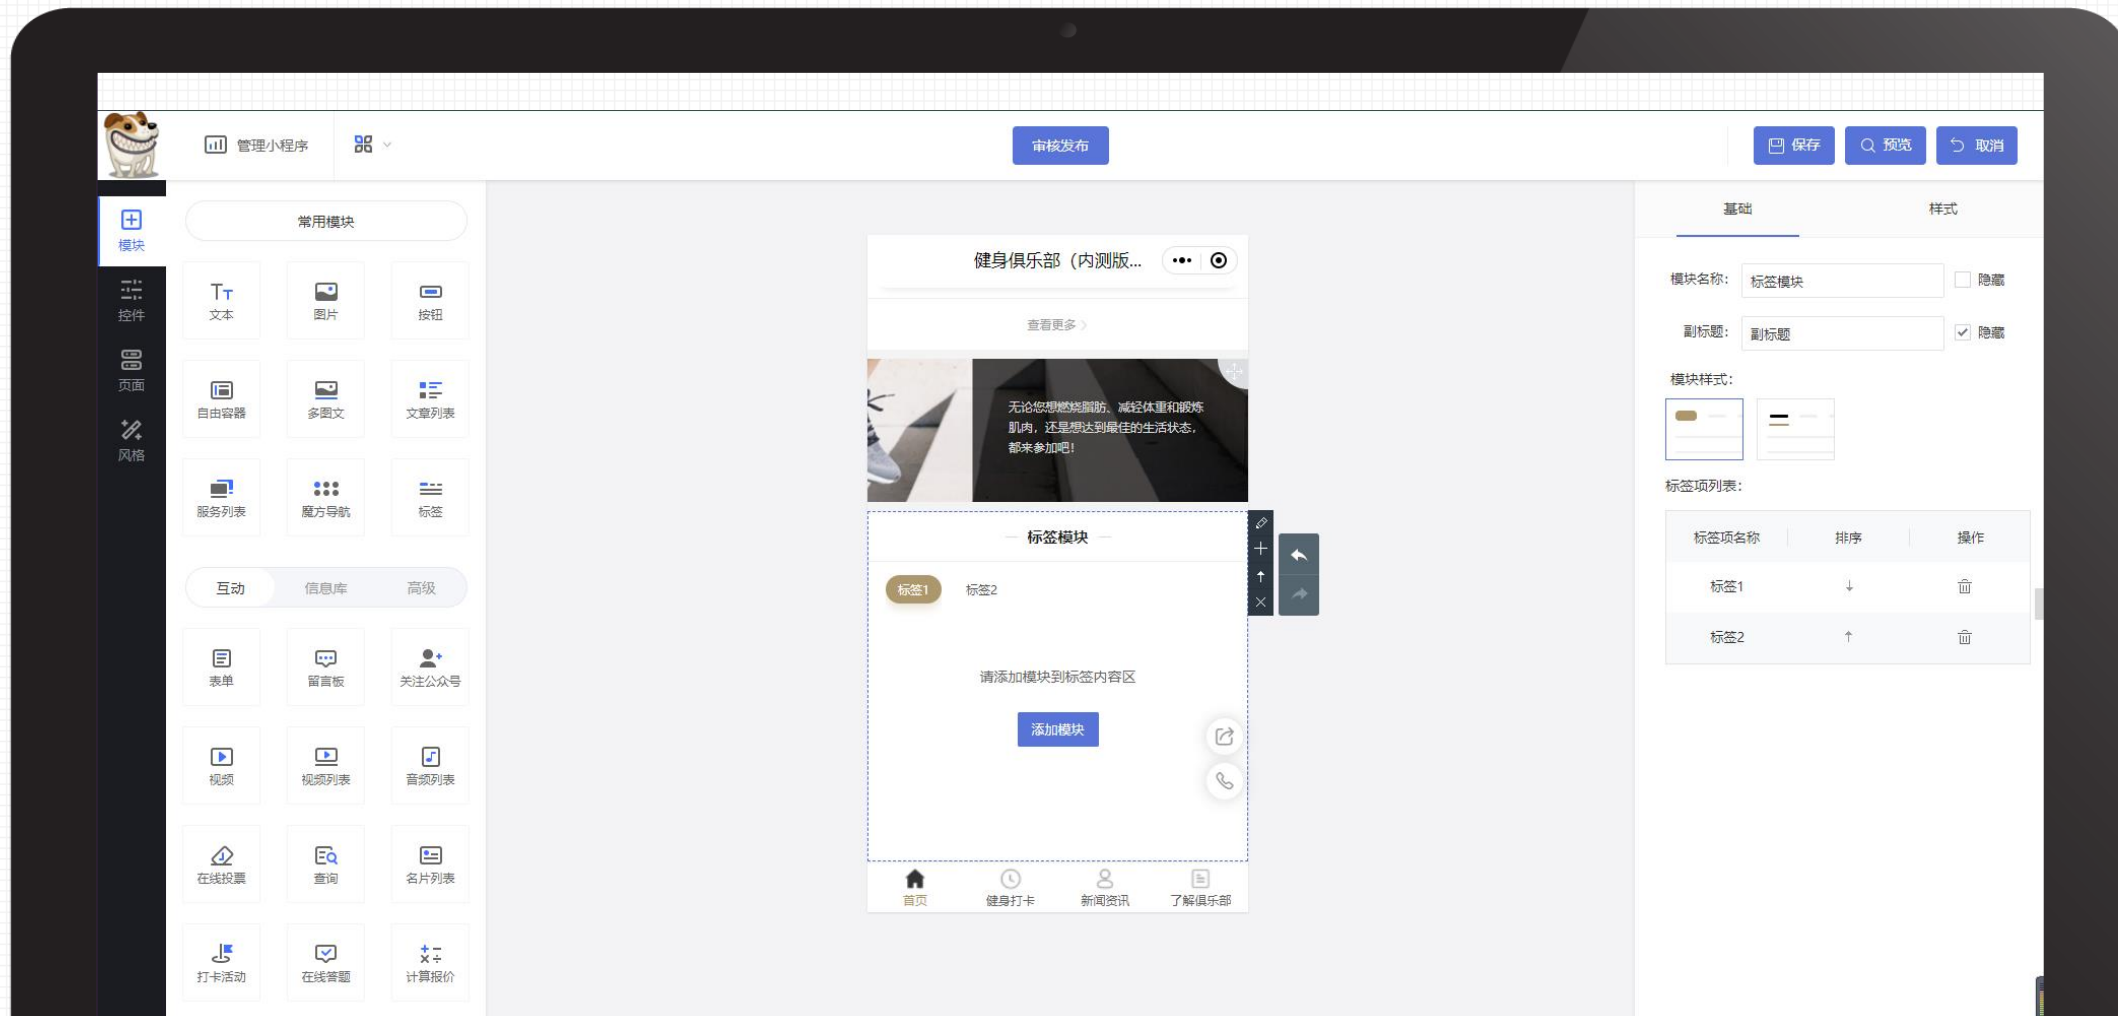 管理小程序
审核发布
保存
预览
取消
模块
控件
页面
风格
常用模块
文本
图片
按钮
自由容器
多图文
文章列表
服务列表
魔方导航
标签
互动
信息库
高级
表单
留言板
关注公众号
视频
视频列表
音频列表
在线投票
查询
名片列表
打卡活动
在线答题
计算报价
健身俱乐部（内测版...
查看更多
无论您想燃烧脂肪、减轻体重和锻炼
肌肉，还是想达到最佳的生活状态，
都来参加吧！
标签模块
标签1
标签2
请添加模块到标签内容区
添加模块
首页
健身打卡
新闻资讯
了解俱乐部
基础
样式
模块名称：
标签模块
隐藏
副标题：
副标题
隐藏
模块样式：
标签项列表：
标签项名称
排序
操作
标签1
标签2